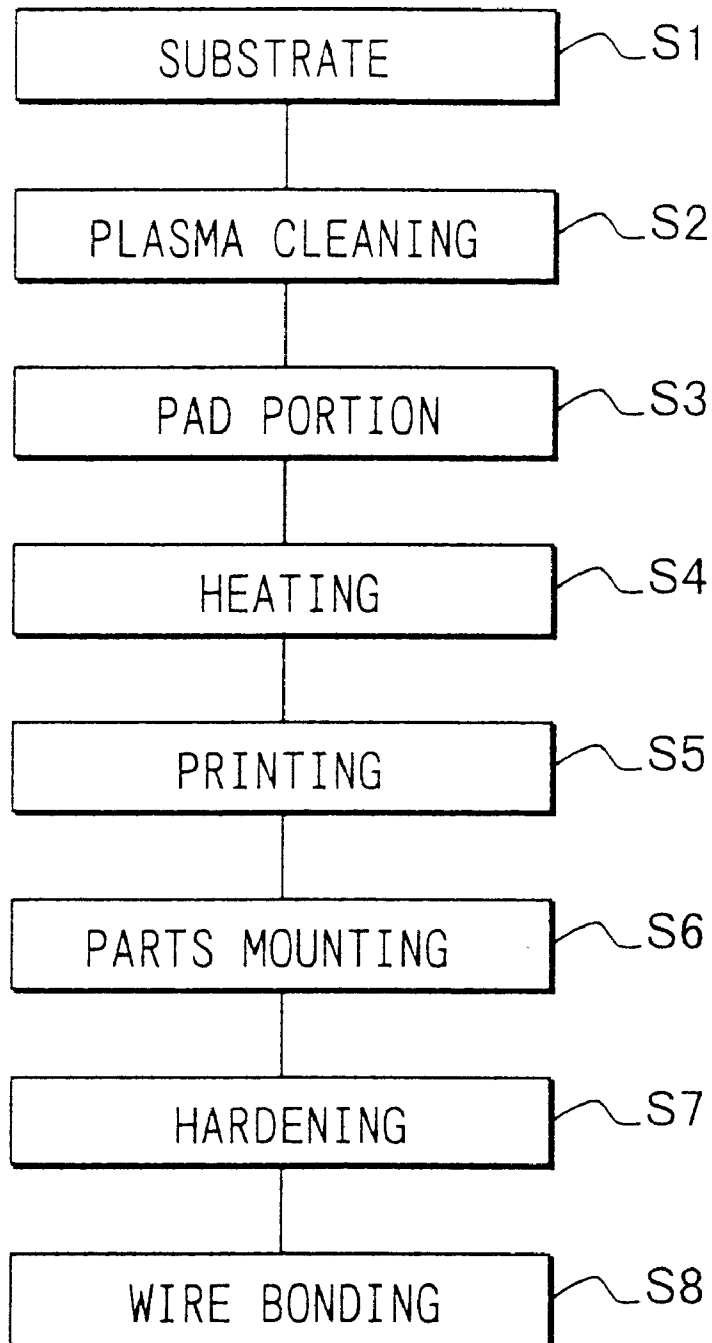 SUBSTRATE S1
PLASMA CLEANING S2
PAD PORTION S3
HEATING S4
PRINTING S5
PARTS MOUNTING S6
HARDENING S7
WIRE BONDING S8